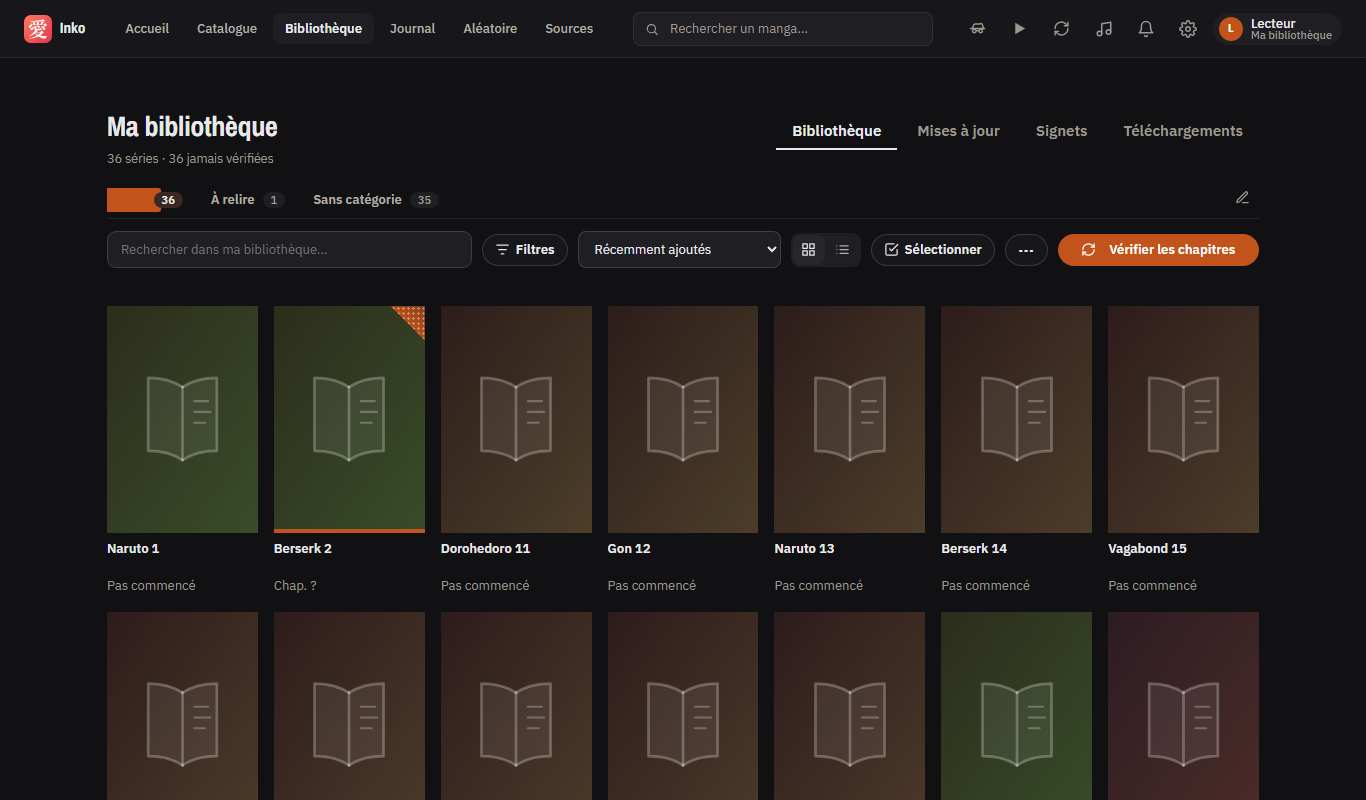 愛 Inko
Accueil Catalogue Bibliothèque Journal Aléatoire Sources
Rechercher un manga...
L Lecteur
Ma bibliothèque
Ma bibliothèque
36 séries · 36 jamais vérifiées
Bibliothèque Mises à jour Signets Téléchargements
36 À relire 1 Sans catégorie 35
Rechercher dans ma bibliothèque...
Filtres
Récemment ajoutés
Sélectionner
Vérifier les chapitres
Naruto 1
Pas commencé
Berserk 2
Chap. ?
Dorohedoro 11
Pas commencé
Gon 12
Pas commencé
Naruto 13
Pas commencé
Berserk 14
Pas commencé
Vagabond 15
Pas commencé